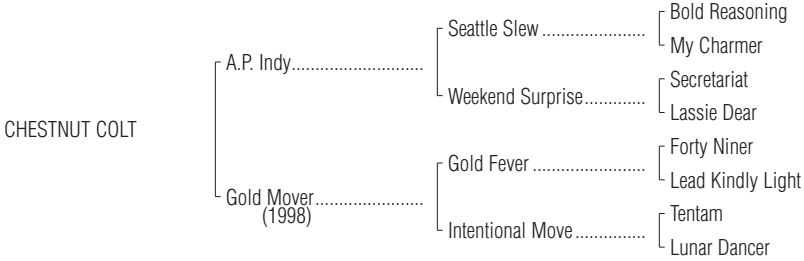 Bold Reasoning
Seattle Slew ......................
My Charmer
A.P. Indy............................
Secretariat
Weekend Surprise.............
Lassie Dear
CHESTNUT COLT
Forty Niner
Gold Fever ........................
Lead Kindly Light
Gold Mover.......................
(1998)
Tentam
Intentional Move ...............
Lunar Dancer